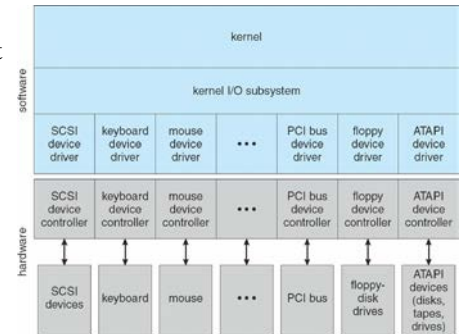 kernel
kernel I/O subsystem
software
SCSI device driver
keyboard device driver
mouse device driver
•••
PCI bus device driver
floppy device driver
ATAPI device driver
hardware
SCSI device controller
keyboard device controller
mouse device controller
•••
PCI bus device controller
floppy device controller
ATAPI device controller
SCSI devices
keyboard
mouse
•••
PCI bus
floppy-disk drives
ATAPI devices (disks, tapes, drives)